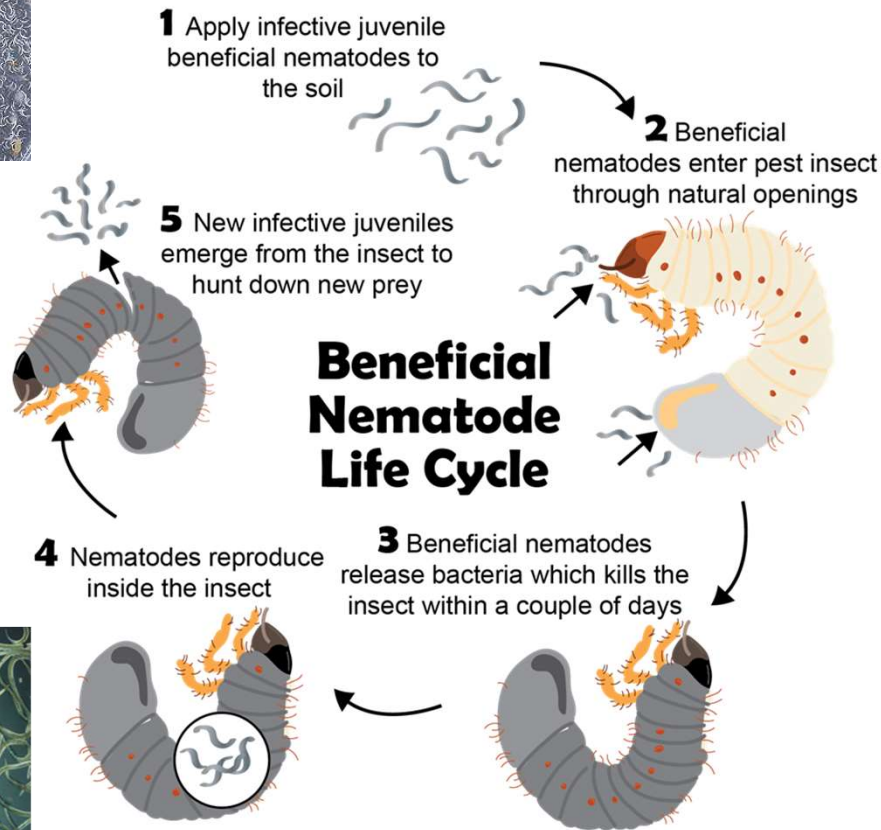 1 Apply infective juvenile
beneficial nematodes to
the soil
2 Beneficial
nematodes enter pest insect
through natural openings
5 New infective juveniles
emerge from the insect to
hunt down new prey
Beneficial
Nematode
Life Cycle
4 Nematodes reproduce
inside the insect
3 Beneficial nematodes
release bacteria which kills the
insect within a couple of days